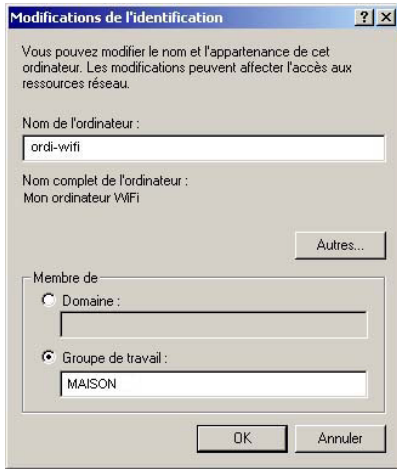 Modifications de l'identification
Vous pouvez modifier le nom et l'appartenance de cet
ordinateur. Les modifications peuvent affecter l'accès aux
ressources réseau.
Nom de l'ordinateur :
ordi-wifi
Nom complet de l'ordinateur :
Mon ordinateur WiFi
Autres...
Membre de
Domaine :
Groupe de travail :
MAISON
OK
Annuler